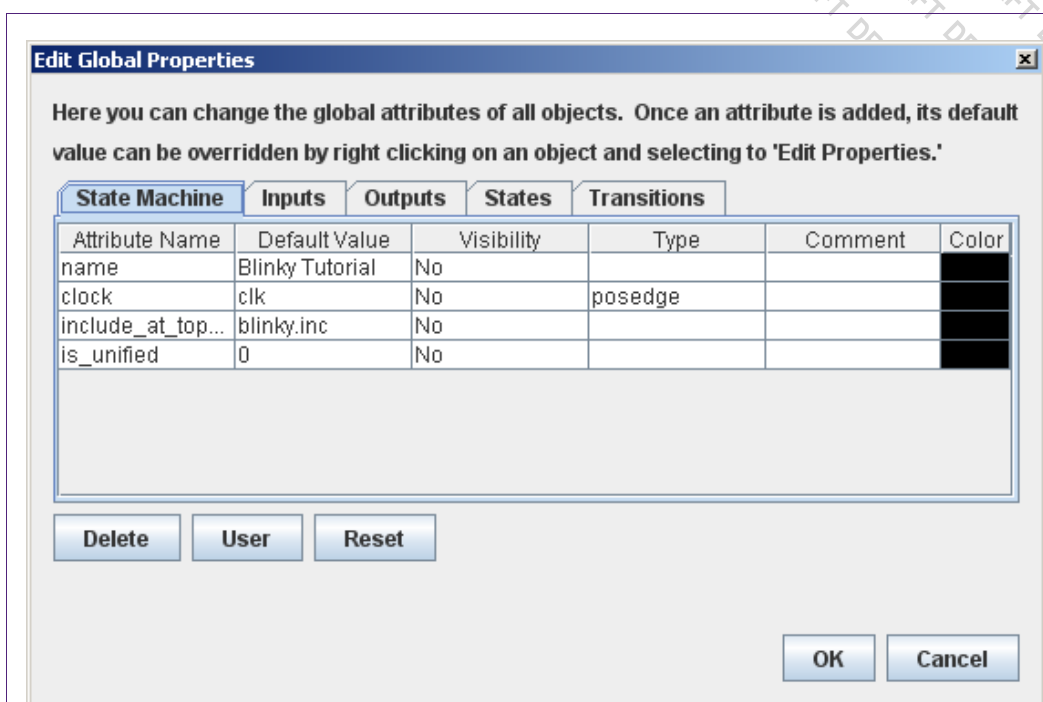 Edit Global Properties
Here you can change the global attributes of all objects. Once an attribute is added, its default
value can be overridden by right clicking on an object and selecting to 'Edit Properties.'
State Machine Inputs Outputs States Transitions
Attribute Name Default Value Visibility Type Comment Color
name Blinky Tutorial No
clock clk No posedge
include_at_top... blinky.inc No
is_unified 0 No
Delete User Reset
OK Cancel